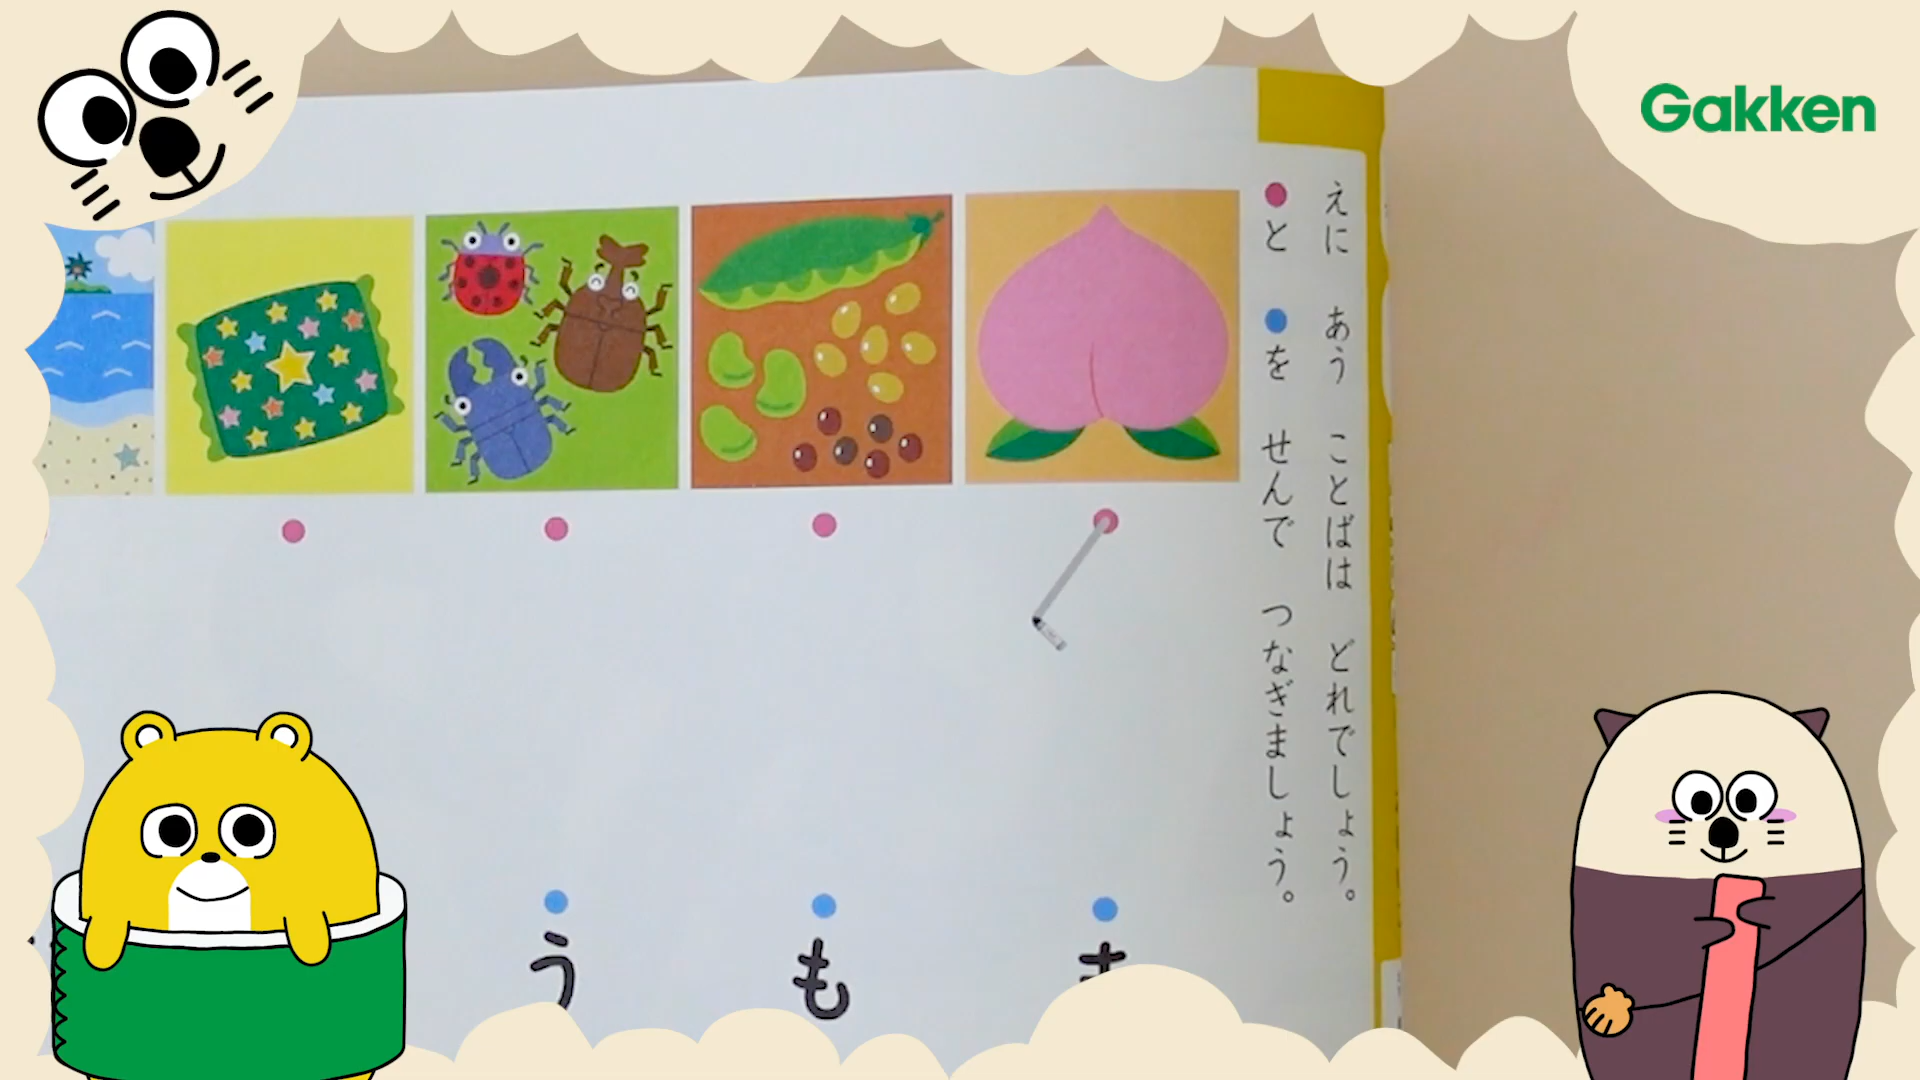 Gakken
えに あう ことばは どれでしょう。
●と ●を せんで つなぎましょう。
も
う